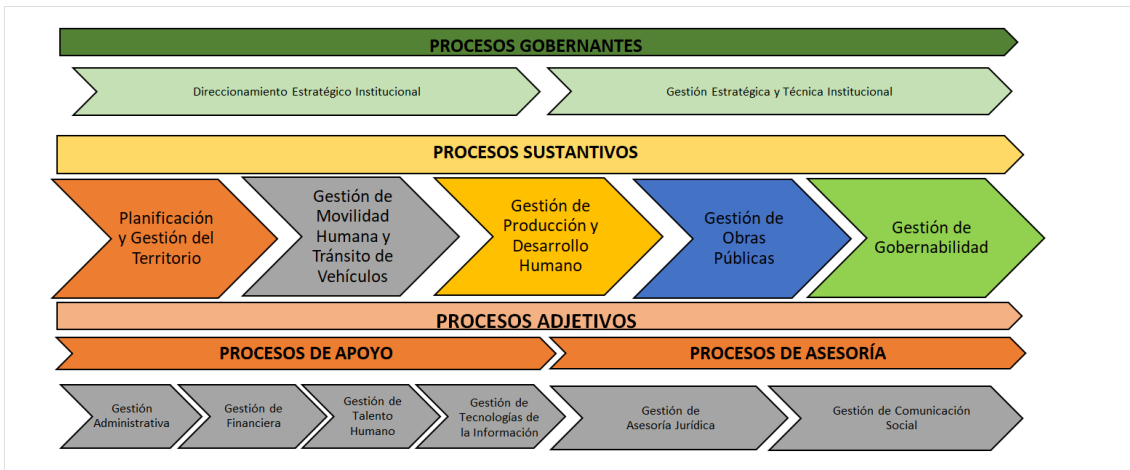 PROCESOS GOBERNANTES
Direccionamiento Estratégico Institucional
Gestión Estratégica y Técnica Institucional
PROCESOS SUSTANTIVOS
Planificación
y Gestión del
Territorio
Gestión de
Movilidad
Humana y
Tránsito de
Vehículos
Gestión de
Producción y
Desarrollo
Humano
Gestión de
Obras
Públicas
Gestión de
Gobernabilidad
PROCESOS ADJETIVOS
PROCESOS DE APOYO
PROCESOS DE ASESORÍA
Gestión
Administrativa
Gestión de
Financiera
Gestión de
Talento
Humano
Gestión de
Tecnologías de
la Información
Gestión de
Asesoría Jurídica
Gestión de Comunicación
Social